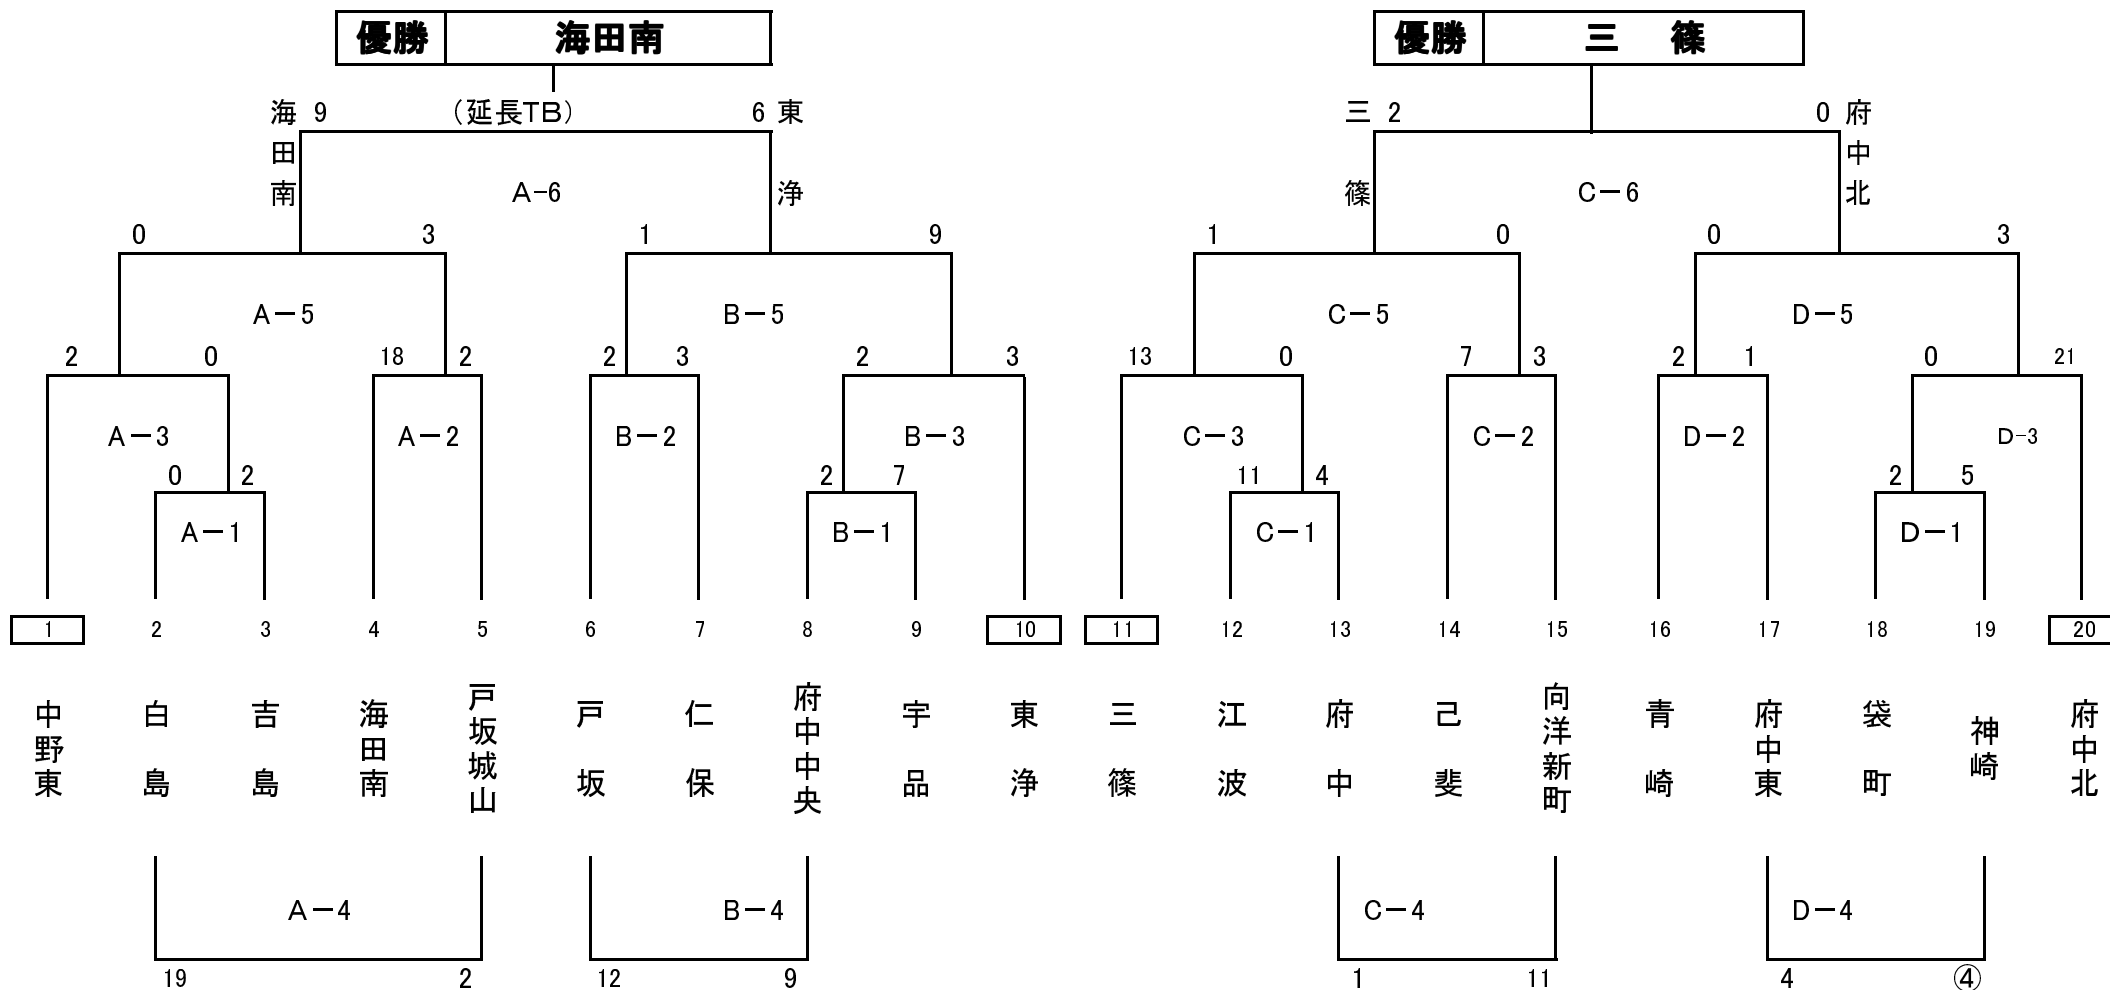 優勝 海田南 優勝 三 篠
海田南 9 （延長TB） 6 東浄 三篠 2 0 府中北
A-6 C－6
0 3 1 9 1 0 0 3
A－5 B－5 C－5 D－5
2 0 18 2 2 3 2 3 13 0 7 3 2 1 0 21
A－3 A－2 B－2 B－3 C－3 C－2 D－2 D-3
0 2 2 7 11 4 2 5
A－1 B－1 C－1 D－1
1 2 3 4 5 6 7 8 9 10 11 12 13 14 15 16 17 18 19 20
中野東 白島 吉島 海田南 戸坂城山 戸坂 仁保 府中中央 宇品 東浄 三篠 江波 府中 己斐 向洋新町 青崎 府中東 袋町 神崎 府中北
A－4 B－4 C－4 D－4
19 2 12 9 1 11 4 ④